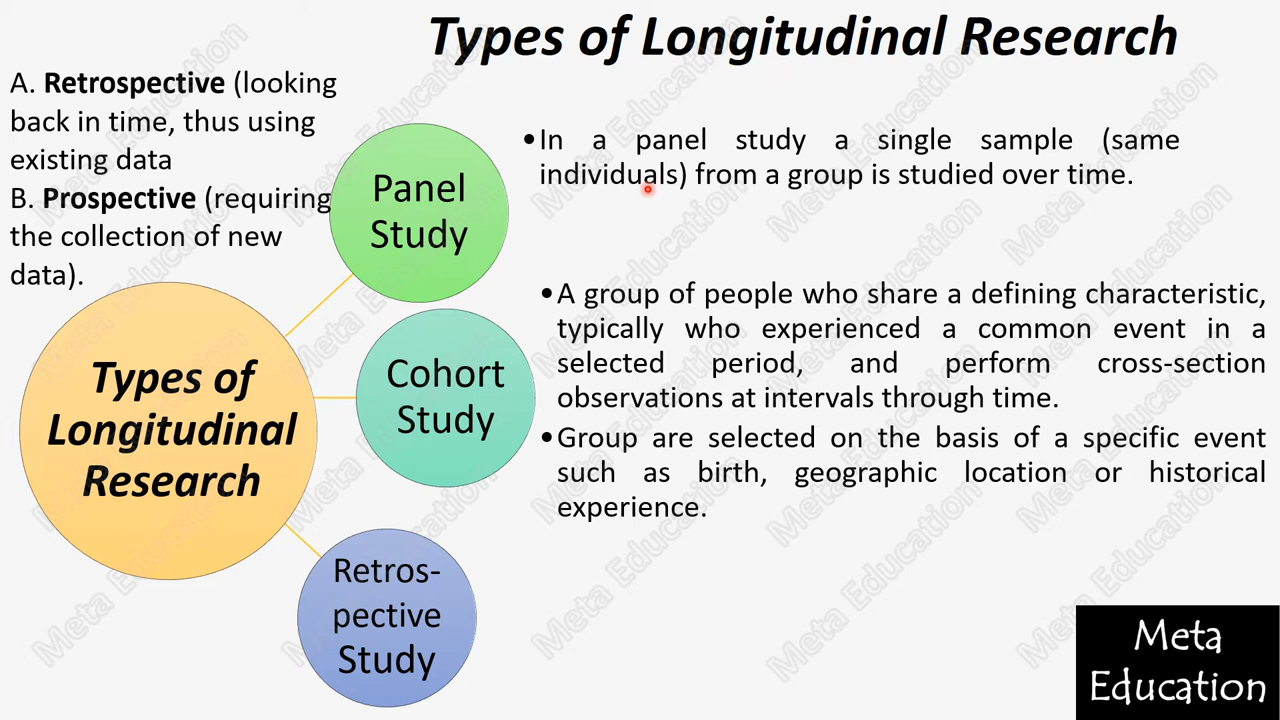 Types of Longitudinal Research
A. Retrospective (looking
back in time, thus using
existing data
B. Prospective (requiring
the collection of new
data).
Panel
Study
•In a panel study a single sample (same
individuals) from a group is studied over time.
Types of
Longitudinal
Research
Cohort
Study
•A group of people who share a defining characteristic,
typically who experienced a common event in a
selected period, and perform cross-section
observations at intervals through time.
•Group are selected on the basis of a specific event
such as birth, geographic location or historical
experience.
Retros-
pective
Study
Meta
Education